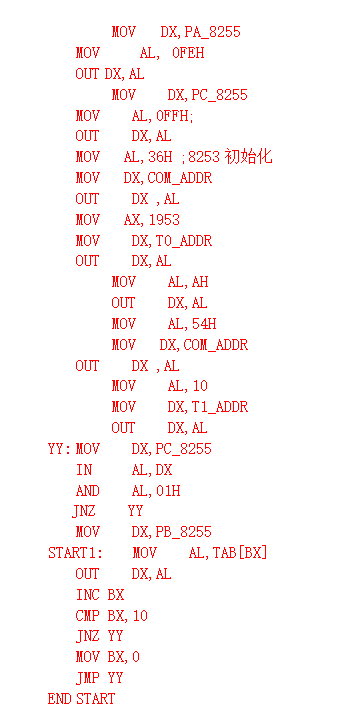 MOV DX,PA_8255
MOV AL, 0FEH
OUT DX,AL
MOV DX,PC_8255
MOV AL,0FFH;
OUT DX,AL
MOV AL,36H ;8253初始化
MOV DX,COM_ADDR
OUT DX ,AL
MOV AX,1953
MOV DX,T0_ADDR
OUT DX,AL
MOV AL,AH
OUT DX,AL
MOV AL,54H
MOV DX,COM_ADDR
OUT DX ,AL
MOV AL,10
MOV DX,T1_ADDR
OUT DX,AL
YY: MOV DX,PC_8255
IN AL,DX
AND AL,01H
JNZ YY
MOV DX,PB_8255
START1: MOV AL,TAB[BX]
OUT DX,AL
INC BX
CMP BX,10
JNZ YY
MOV BX,0
JMP YY
END START